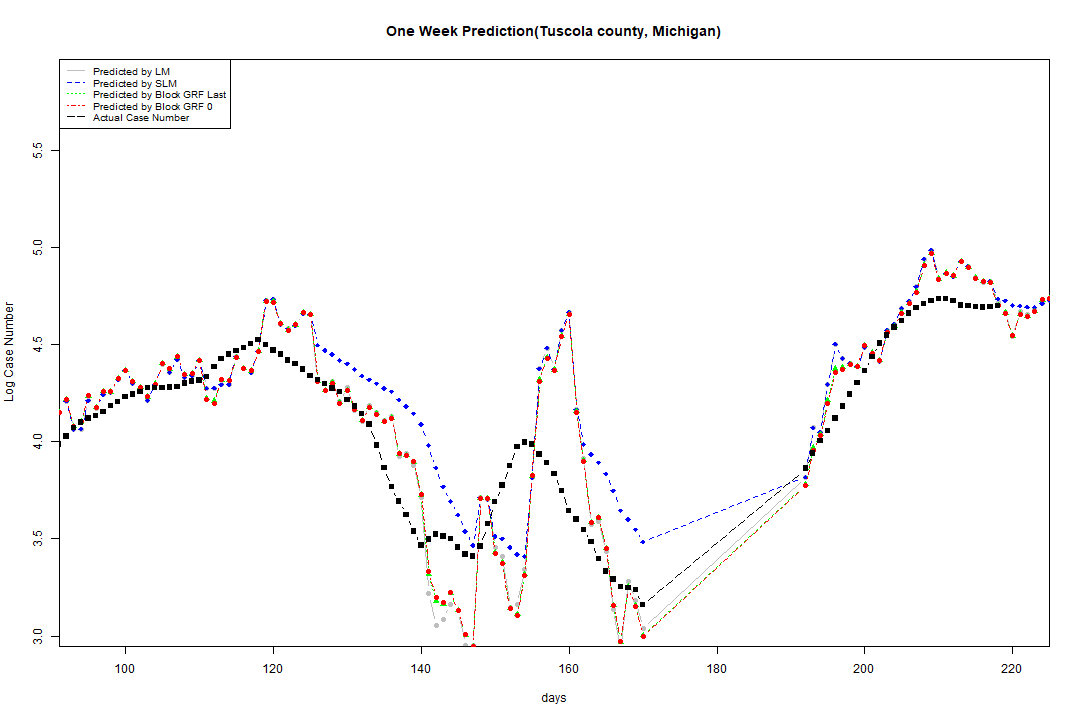 One Week Prediction(Tuscola county, Michigan)
Predicted by LM
Predicted by SLM
Predicted by Block GRF Last
Predicted by Block GRF 0
Actual Case Number
Log Case Number
5.5
5.0
4.5
4.0
3.5
3.0
100 120 140 160 180 200 220
days